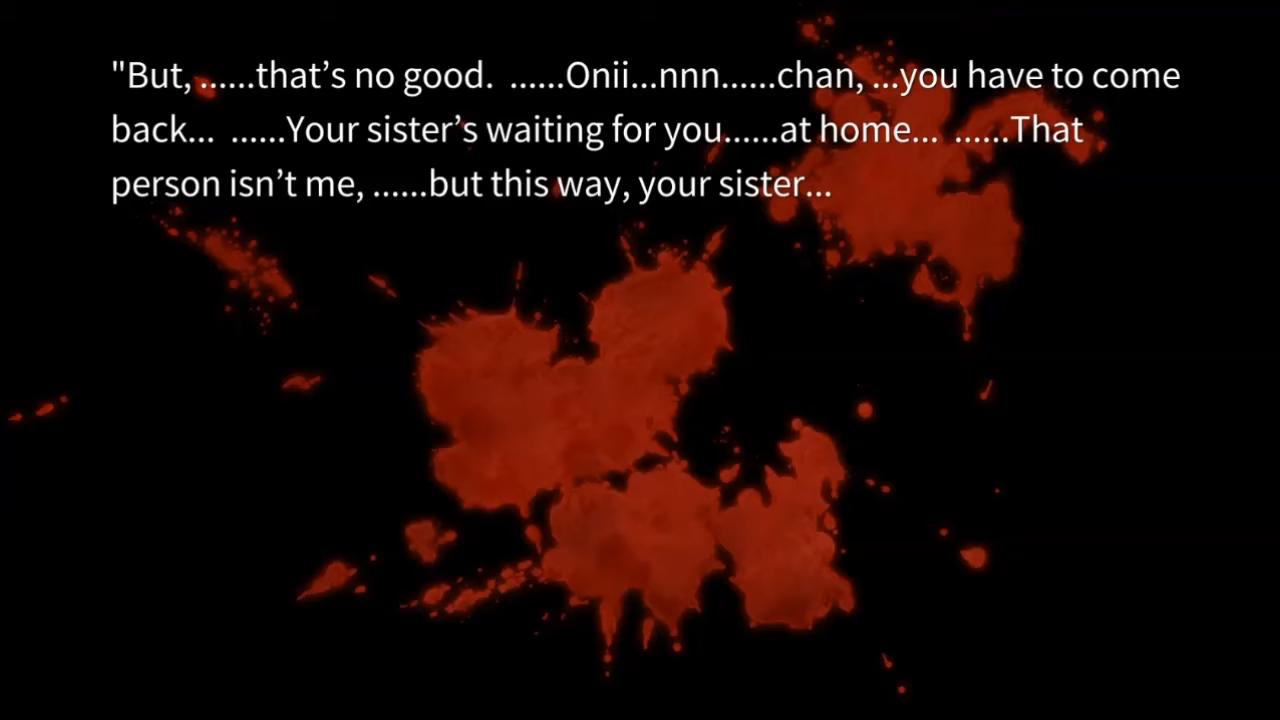 "But, ......that’s no good.  ......Onii...nnn......chan, ...you have to come
back...  ......Your sister’s waiting for you......at home...  ......That
person isn’t me, ......but this way, your sister...